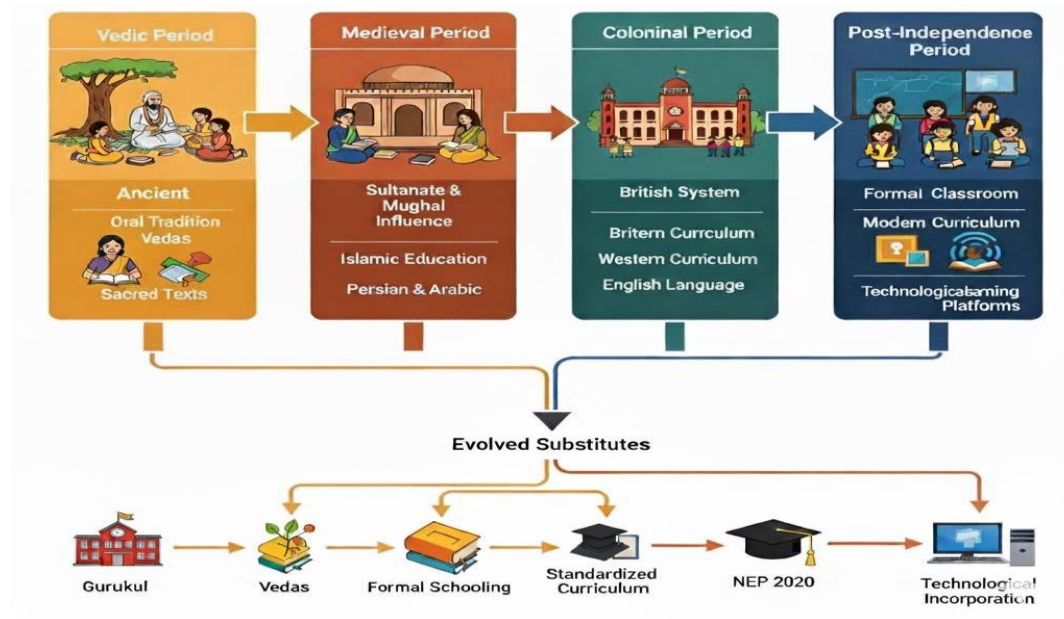 Vedic Period
Ancient
Oral Tradition
Vedas
Sacred Texts
Medieval Period
Sultanate &
Mughal
Influence
Islamic Education
Persian & Arabic
Coloninal Period
British System
Britern Currculum
Western Curriculum
English Language
Post-Independence
Period
Formal Classroom
Modern Curriculum
Technologicalsaming
Platforms
Evolved Substitutes
Gurukul
Vedas
Formal Schooling
Standardized
Curriculum
NEP 2020
Technological
Incorporation